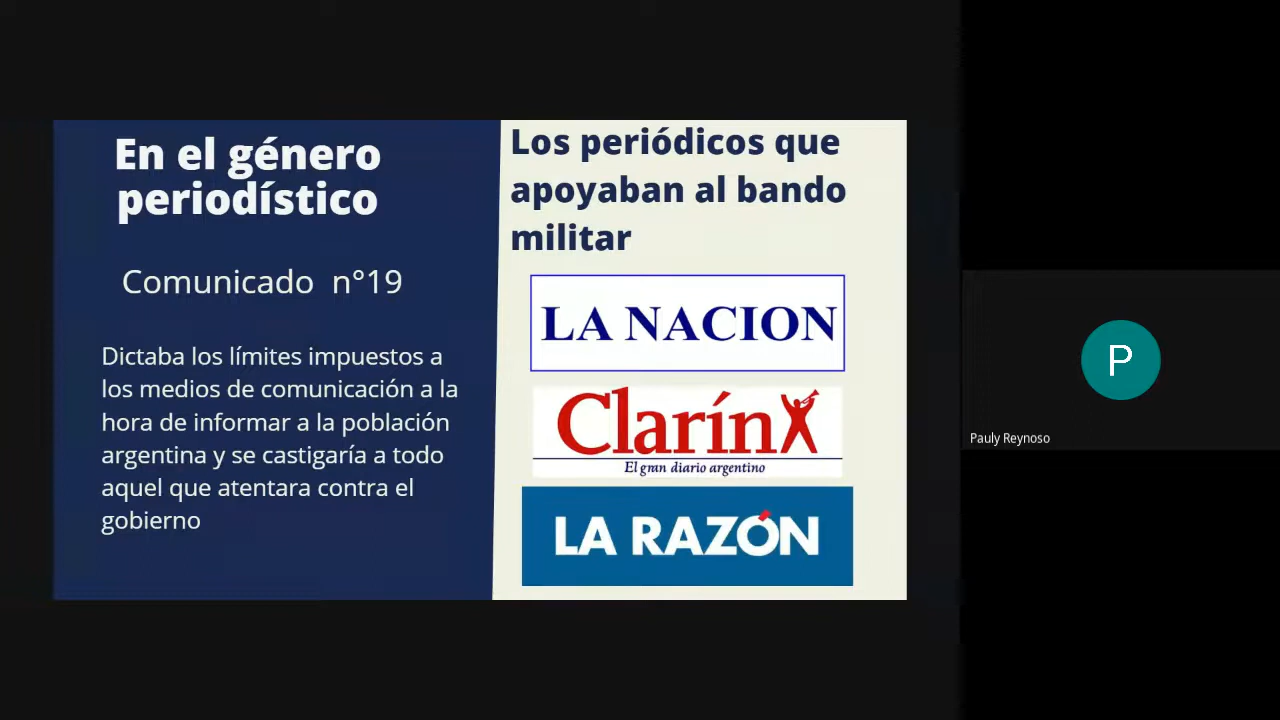 En el género
periodístico
Comunicado n°19
Dictaba los límites impuestos a
los medios de comunicación a la
hora de informar a la población
argentina y se castigaría a todo
aquel que atentara contra el
gobierno
Los periódicos que
apoyaban al bando
militar
LA NACION
Clarín
El gran diario argentino
LA RAZÓN
P
Pauly Reynoso